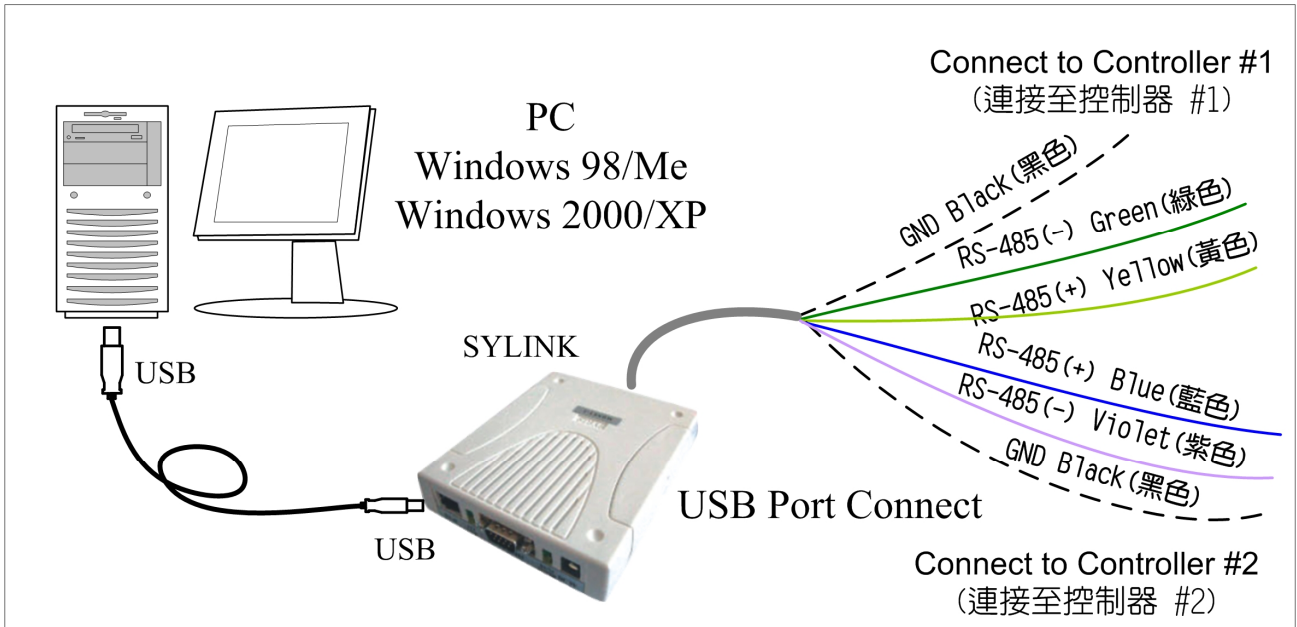 Connect to Controller #1
(連接至控制器 #1)
PC
Windows 98/Me
Windows 2000/XP
GND Black(黑色)
RS-485(-) Green(綠色)
RS-485(+) Yellow(黃色)
SYLINK
USB
RS-485(+) Blue(藍色)
RS-485(-) Violet(紫色)
GND Black(黑色)
USB Port Connect
USB
Connect to Controller #2
(連接至控制器 #2)